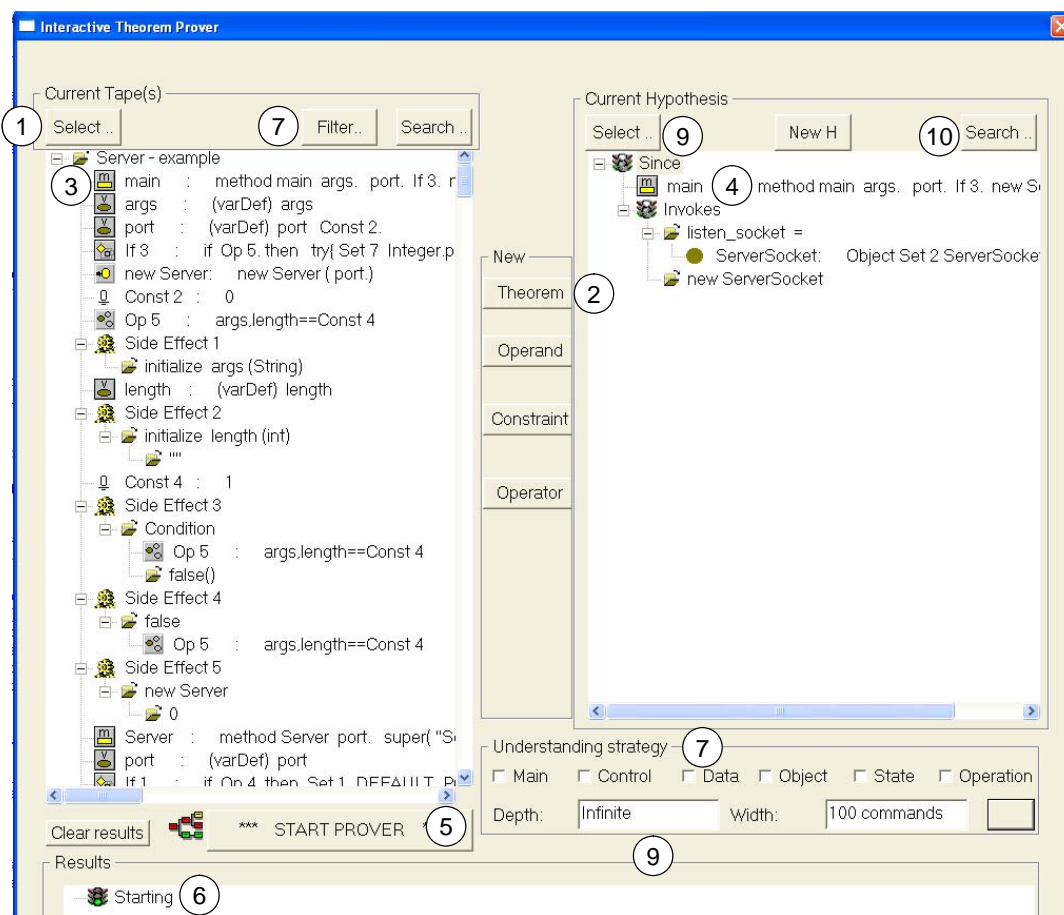 Interactive Theorem Prover
Current Tape(s)
1 Select .. 7 Filter.. Search ..
Server - example
3 main : method main args. port. If 3. n
args : (varDef) args
port : (varDef) port Const 2.
If 3 : if Op 5. then try{ Set 7 Integer.p
new Server: new Server ( port.)
Const 2 : 0
Op 5 : args,length==Const 4
Side Effect 1
initialize args (String)
length : (varDef) length
Side Effect 2
initialize length (int)
""
Const 4 : 1
Side Effect 3
Condition
Op 5 : args,length==Const 4
false()
Side Effect 4
false
Op 5 : args,length==Const 4
Side Effect 5
new Server
0
Server : method Server port. super( "S
port : (varDef) port
If 1 : if Op 4 then Set 1 DEFAULT
Clear results
*** START PROVER * 5
New
Theorem 2
Operand
Constraint
Operator
Current Hypothesis
Select .. 9 New H 10 Search ..
Since
main 4 method main args. port. If 3. new S
Invokes
listen_socket =
ServerSocket: Object Set 2 ServerSocke
new ServerSocket
Understanding strategy 7
Main Control Data Object State Operation
Depth: Infinite Width: 100 commands
9
Results
Starting 6